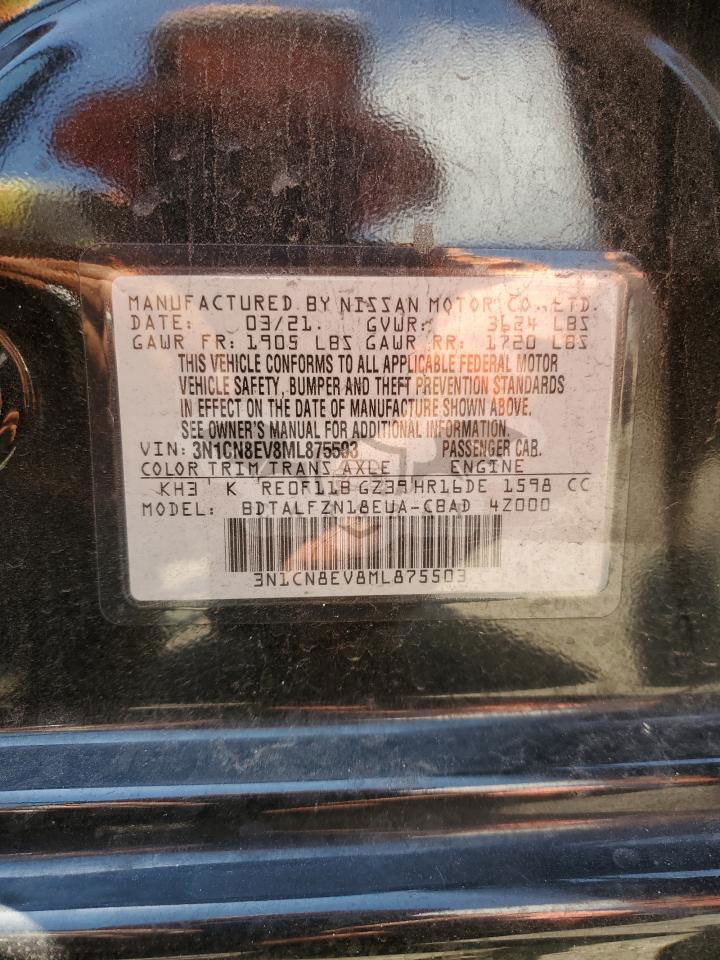 MANUFACTURED BY NISSAN MOTOR CO., LTD.
DATE: 03/21. GVWR: 3624 LBS
GAWR FR: 1905 LBS GAWR RR: 1720 LBS
THIS VEHICLE CONFORMS TO ALL APPLICABLE FEDERAL MOTOR
VEHICLE SAFETY, BUMPER AND THEFT PREVENTION STANDARDS
IN EFFECT ON THE DATE OF MANUFACTURE SHOWN ABOVE.
SEE OWNER'S MANUAL FOR ADDITIONAL INFORMATION.
VIN: 3N1CN8EV8ML875503 PASSENGER CAR.
COLOR TRIM TRANS AXLE ENGINE
KH3 K RE0F11B GZ39 HR16DE 1598 CC
MODEL: BDTALFZN18EUA-CBAD 4Z000
3N1CN8EV8ML875503